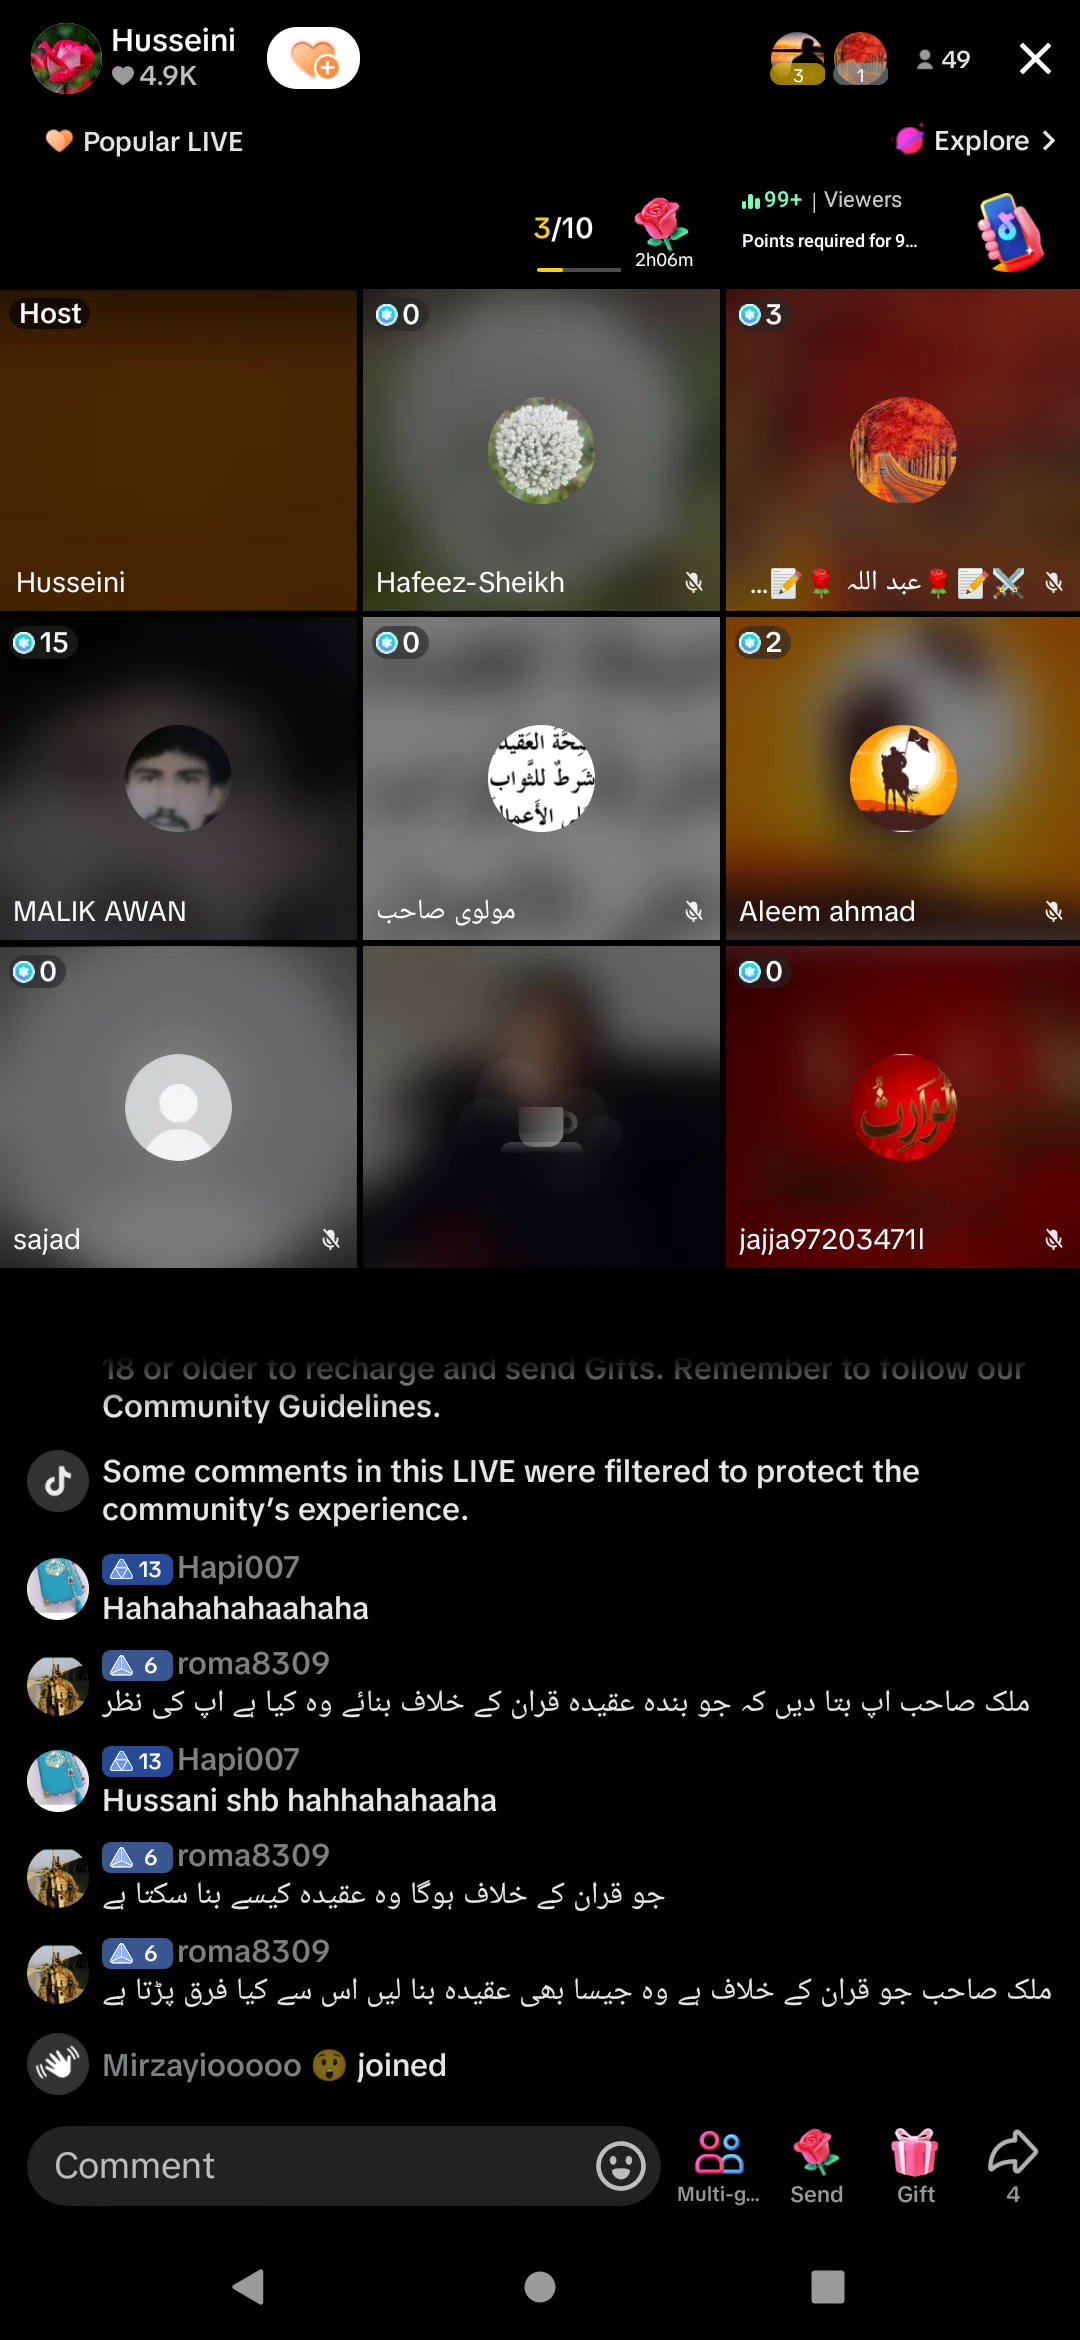 Husseini
4.9K
3
1
49
Popular LIVE
Explore
3/10
2h06m
99+ | Viewers
Points required for 9...
Host
Husseini
0
Hafeez-Sheikh
3
⚔️📝🌹عبد اللہ 🌹📝...
15
MALIK AWAN
0
شَرطٌ للثَّواب
مولوی صاحب
2
Aleem ahmad
0
sajad
0
jajja97203471l
18 or older to recharge and send Gifts. Remember to follow our
Community Guidelines.
Some comments in this LIVE were filtered to protect the
community's experience.
13 Hapi007
Hahahahahaahaha
6 roma8309
ملک صاحب اپ بتا دیں کہ جو بندہ عقیدہ قران کے خلاف بنائے وہ کیا ہے اپ کی نظر
13 Hapi007
Hussani shb hahhahahaaha
6 roma8309
جو قران کے خلاف ہوگا وہ عقیدہ کیسے بنا سکتا ہے
6 roma8309
ملک صاحب جو قران کے خلاف ہے وہ جیسا بھی عقیدہ بنا لیں اس سے کیا فرق پڑتا ہے
Mirzayiooooo 😲 joined
Comment
Multi-g...
Send
Gift
4